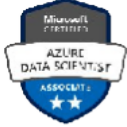 Microsoft
CERTIFIED
AZURE
DATA SCIENTIST
ASSOCIATE